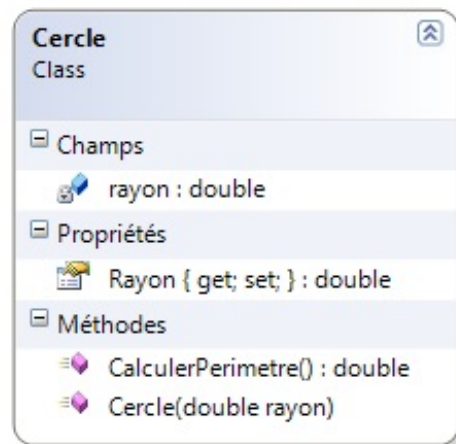 Cercle
Class
Champs
rayon : double
Propriétés
Rayon { get; set; } : double
Méthodes
CalculerPerimetre() : double
Cercle(double rayon)